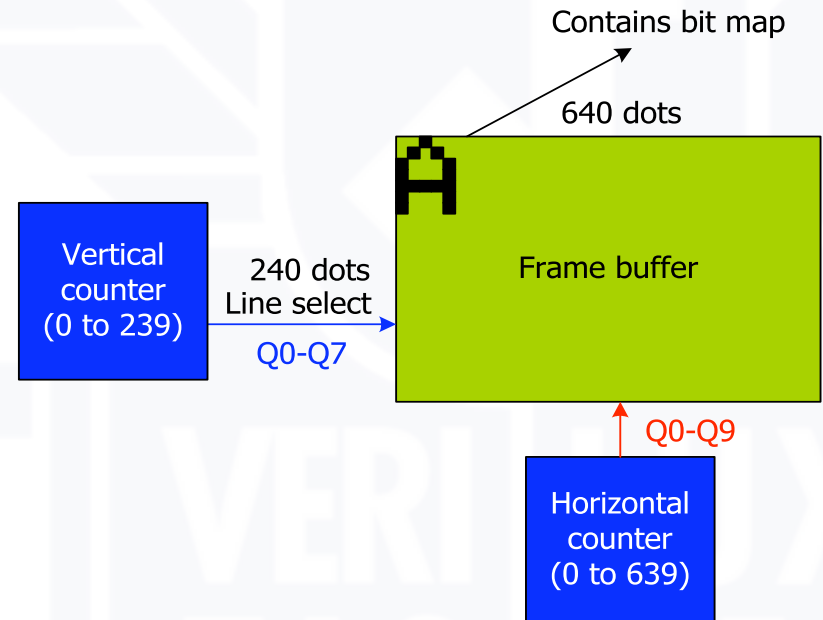 Contains bit map
640 dots
Vertical
counter
(0 to 239)
240 dots
Line select
Q0-Q7
A
Frame buffer
Q0-Q9
Horizontal
counter
(0 to 639)